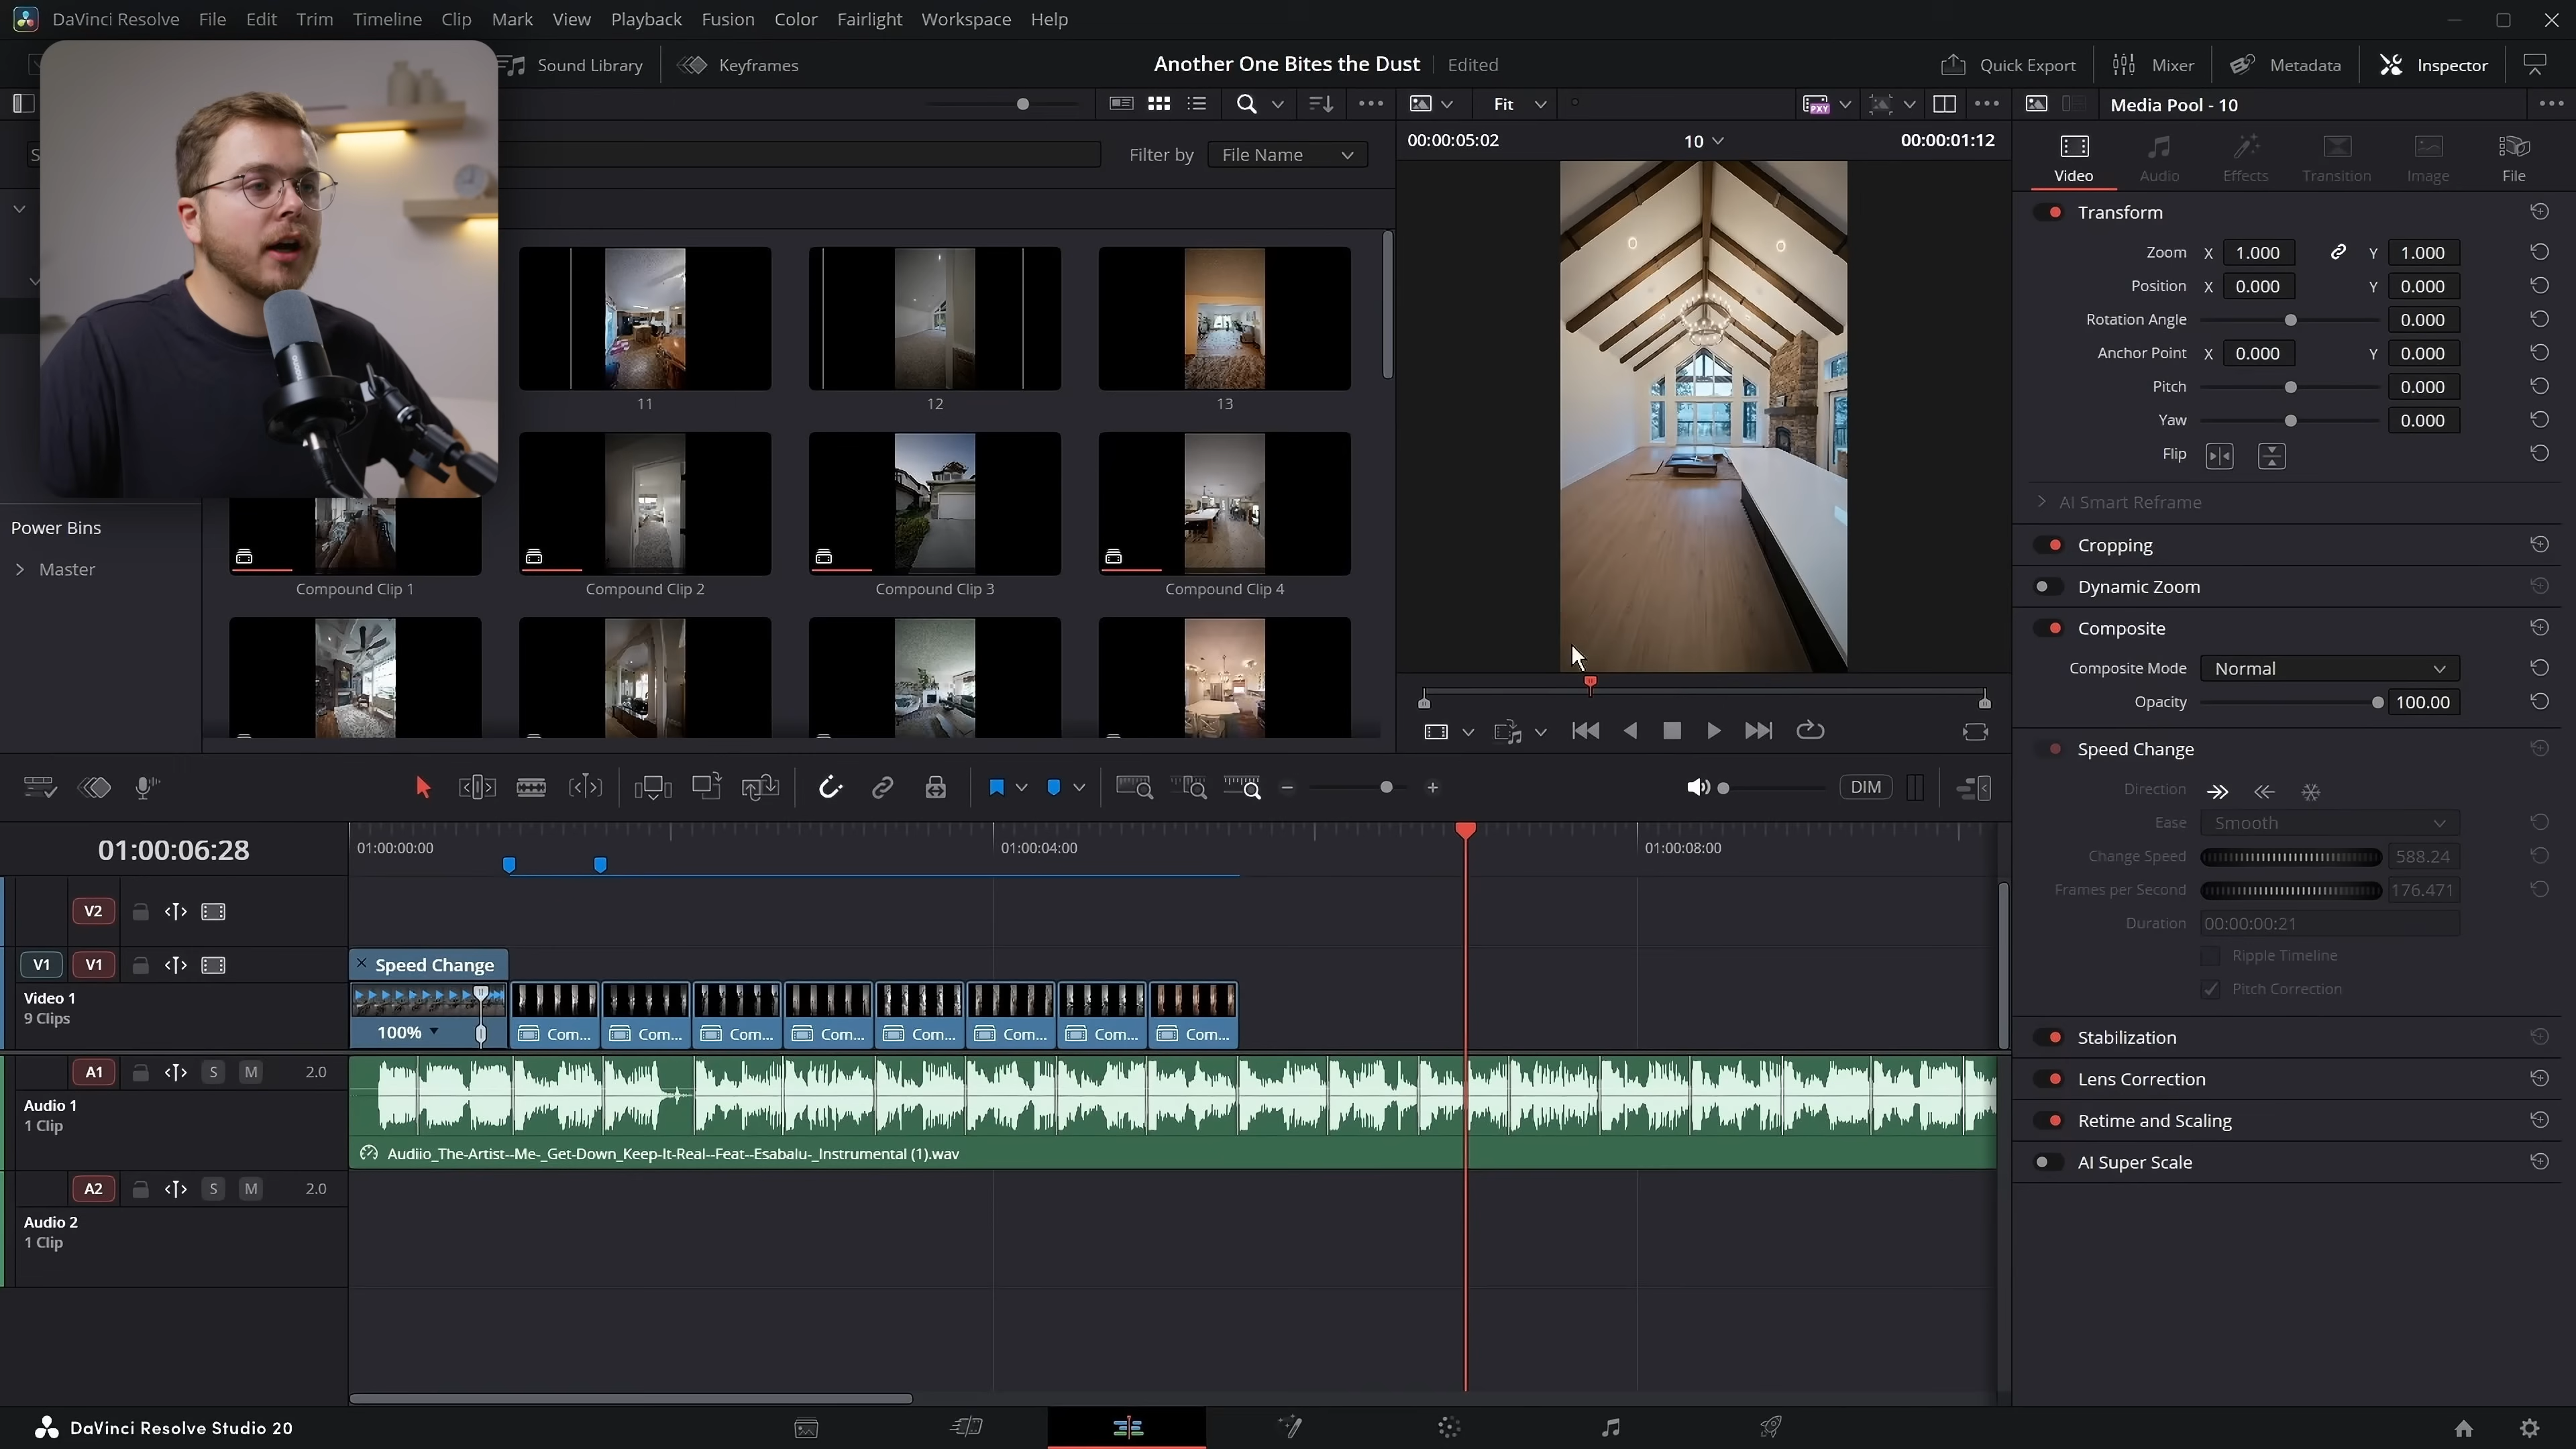 DaVinci Resolve File Edit Trim Timeline Clip Mark View Playback Fusion Color Fairlight Workspace Help
Sound Library Keyframes Another One Bites the Dust Edited Quick Export Mixer Metadata Inspector
Fit PXY Media Pool - 10
Filter by File Name 00:00:05:02 10 00:00:01:12
Video Audio Effects Transition Image File
Transform
Zoom X 1.000 Y 1.000
Position X 0.000 Y 0.000
Rotation Angle 0.000
Anchor Point X 0.000 Y 0.000
Pitch 0.000
Yaw 0.000
Flip
AI Smart Reframe
Cropping
Dynamic Zoom
Composite
Composite Mode Normal
Opacity 100.00
Speed Change
Direction
Ease Smooth
Change Speed 588.24
Frames per Second 176.471
Duration 00:00:00:21
Ripple Timeline
Pitch Correction
Stabilization
Lens Correction
Retime and Scaling
AI Super Scale
11 12 13
Power Bins
Master
Compound Clip 1 Compound Clip 2 Compound Clip 3 Compound Clip 4
DIM
01:00:06:28 01:00:00:00 01:00:04:00 01:00:08:00
V2
V1 V1 Speed Change
Video 1
9 Clips
100% Com... Com... Com... Com... Com... Com... Com... Com...
A1 S M 2.0
Audio 1
1 Clip
Audiio_The-Artist--Me-_Get-Down_Keep-It-Real--Feat--Esabalu-_Instrumental (1).wav
A2 S M 2.0
Audio 2
1 Clip
DaVinci Resolve Studio 20